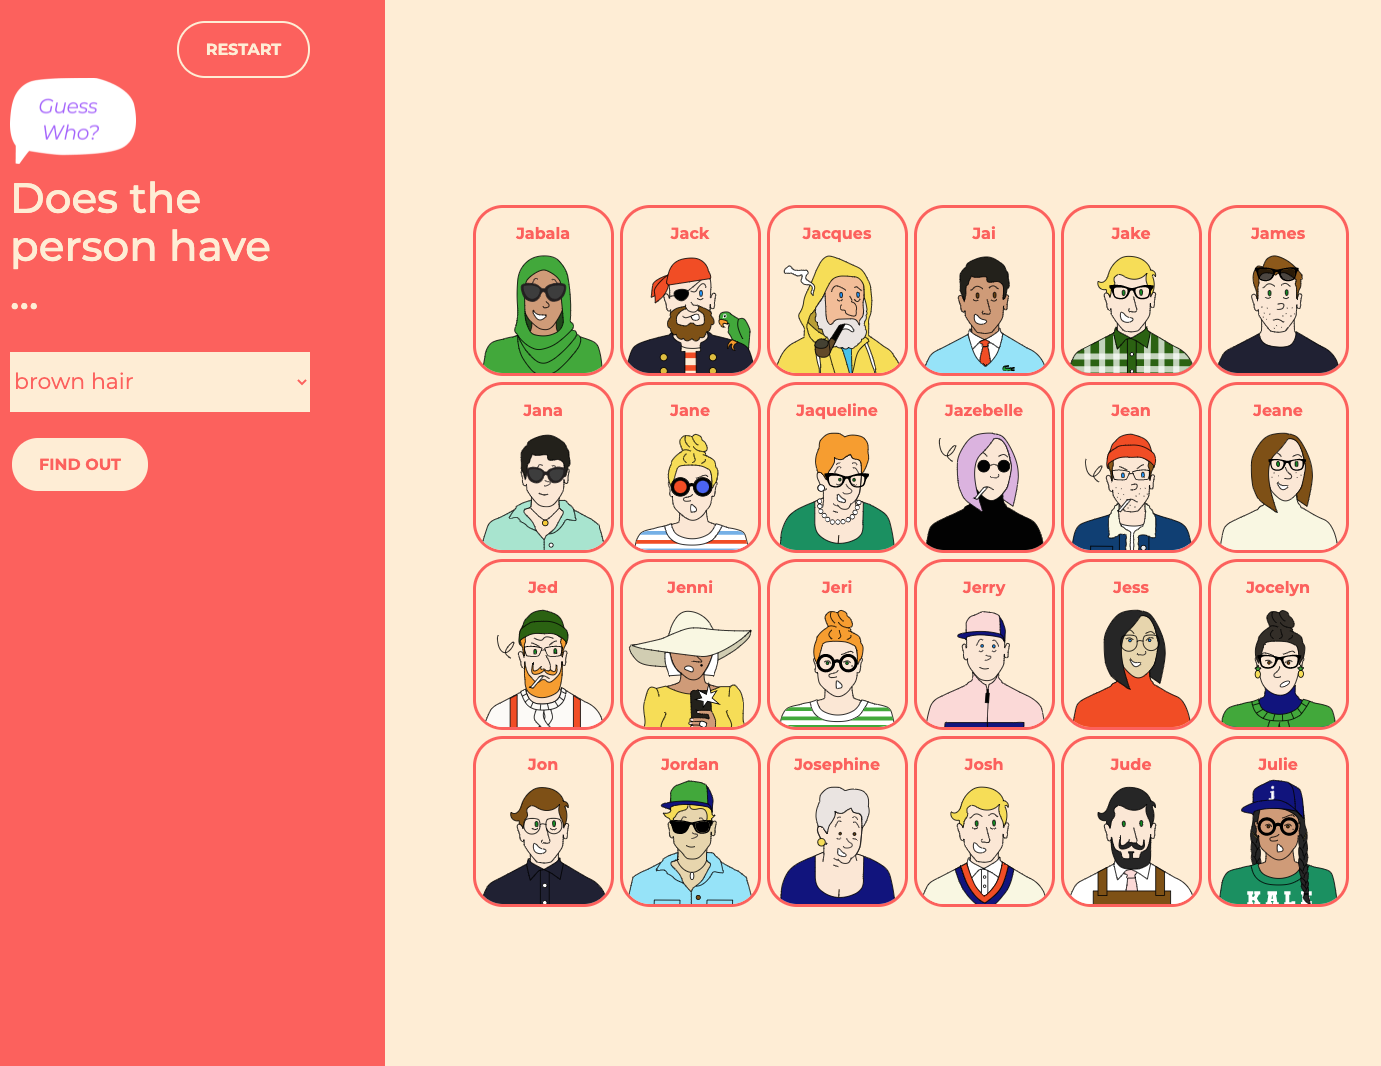 RESTART
Guess
Who?
Does the
person have
...
brown hair
FIND OUT
Jabala
Jack
Jacques
Jai
Jake
James
Jana
Jane
Jaqueline
Jazebelle
Jean
Jeane
Jed
Jenni
Jeri
Jerry
Jess
Jocelyn
Jon
Jordan
Josephine
Josh
Jude
Julie
j